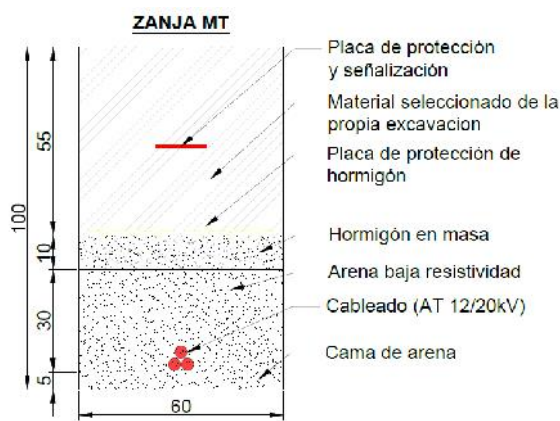 ZANJA MT
Placa de protección
y señalización
Material seleccionado de la
propia excavacion
Placa de protección de
hormigón
Hormigón en masa
Arena baja resistividad
Cableado (AT 12/20kV)
Cama de arena
100
55
10
30
5
60